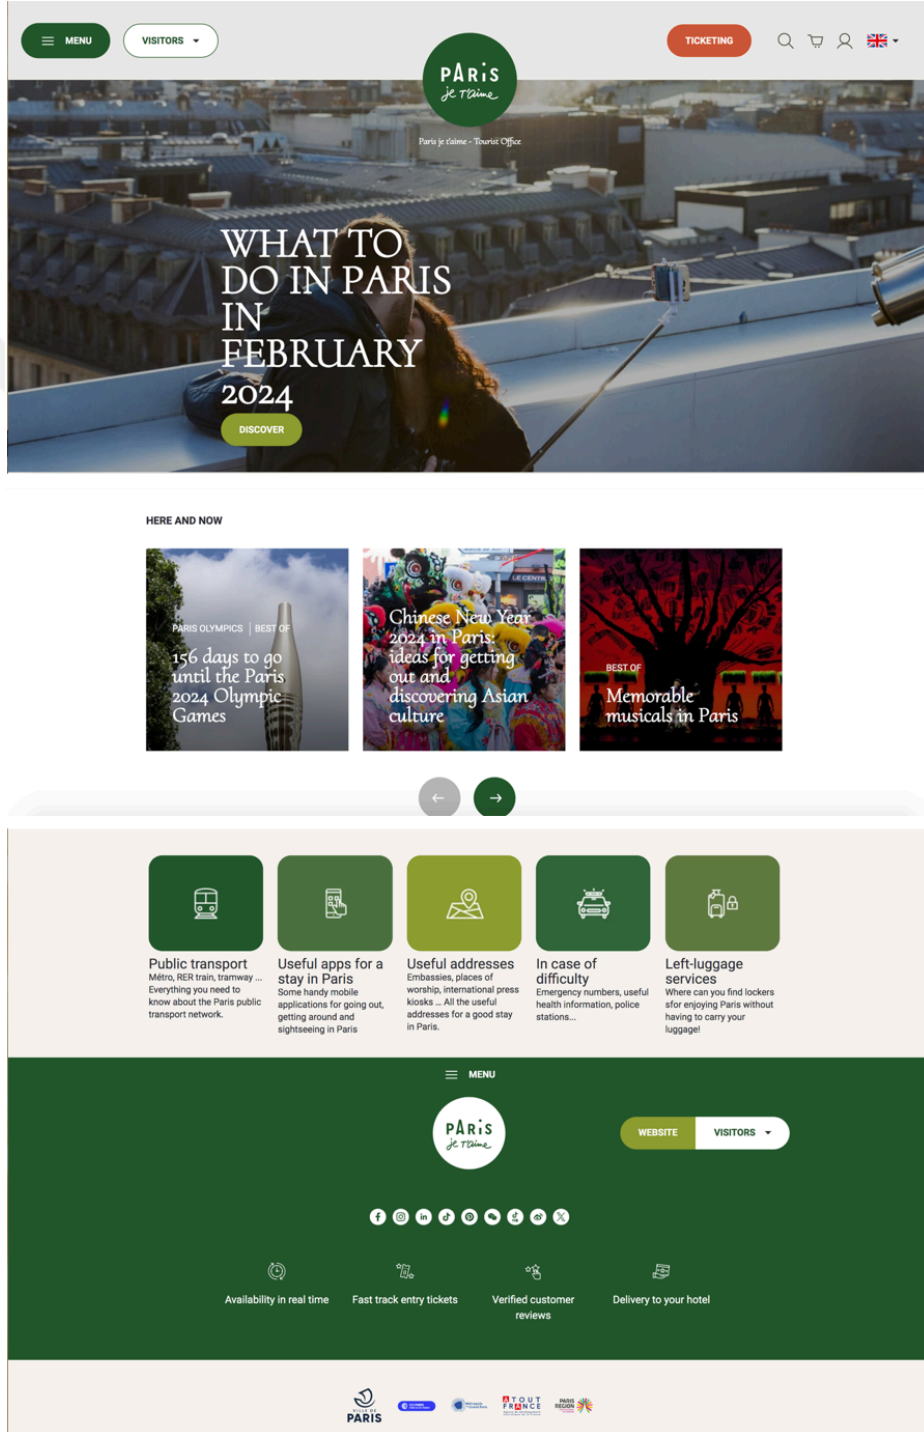 MENU
VISITORS
TICKETING
PARiS
je t'aime
Paris je t'aime - Tourist Office
WHAT TO
DO IN PARIS
IN
FEBRUARY
2024
DISCOVER
HERE AND NOW
PARIS OLYMPICS | BEST OF
156 days to go
until the Paris
2024 Olympic
Games
LE CENTR
Chinese New Year
2024 in Paris:
ideas for getting
out and
discovering Asian
culture
BEST OF
Memorable
musicals in Paris
Public transport
Métro, RER train, tramway ...
Everything you need to
know about the Paris public
transport network.
Useful apps for a
stay in Paris
Some handy mobile
applications for going out,
getting around and
sightseeing in Paris
Useful addresses
Embassies, places of
worship, international press
kiosks ... All the useful
addresses for a good stay
in Paris.
In case of
difficulty
Emergency numbers, useful
health information, police
stations...
Left-luggage
services
Where can you find lockers
sfor enjoying Paris without
having to carry your
luggage!
MENU
PARiS
je t'aime
WEBSITE
VISITORS
Availability in real time
Fast track entry tickets
Verified customer
reviews
Delivery to your hotel
VILLE DE
PARIS
ATOUT
FRANCE
PARIS
REGION